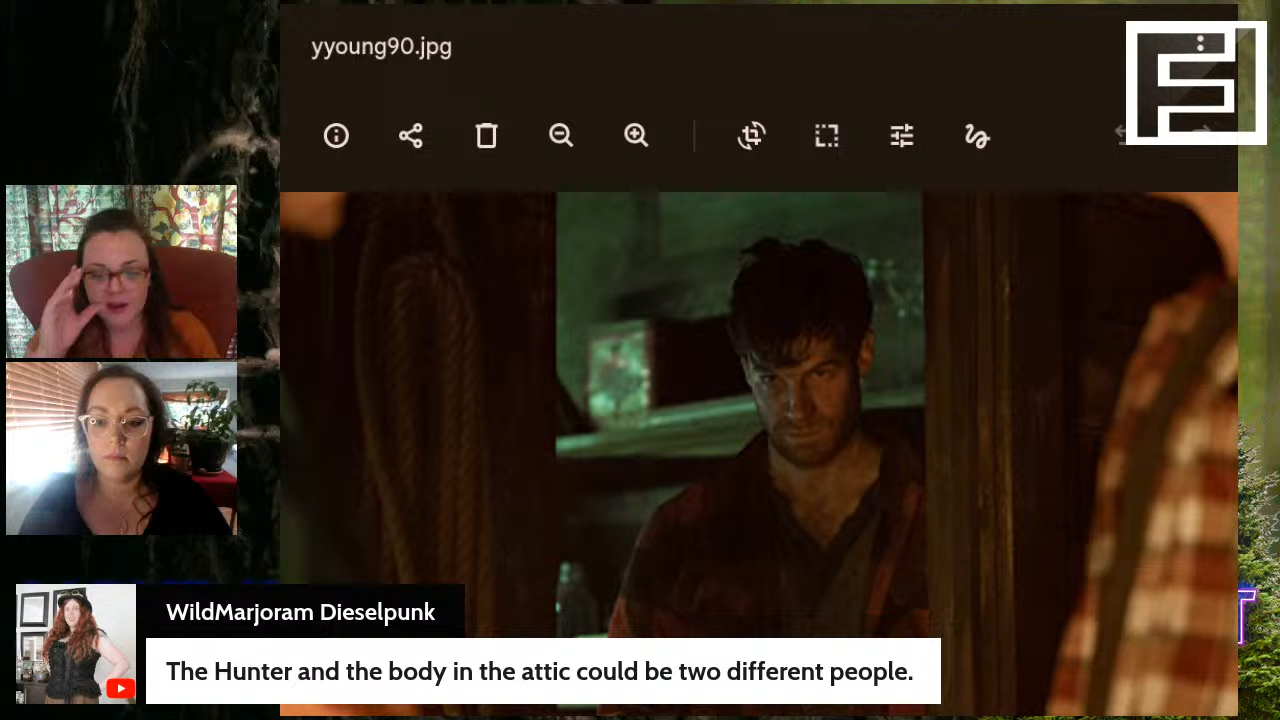 yyoung90.jpg
WildMarjoram Dieselpunk
The Hunter and the body in the attic could be two different people.